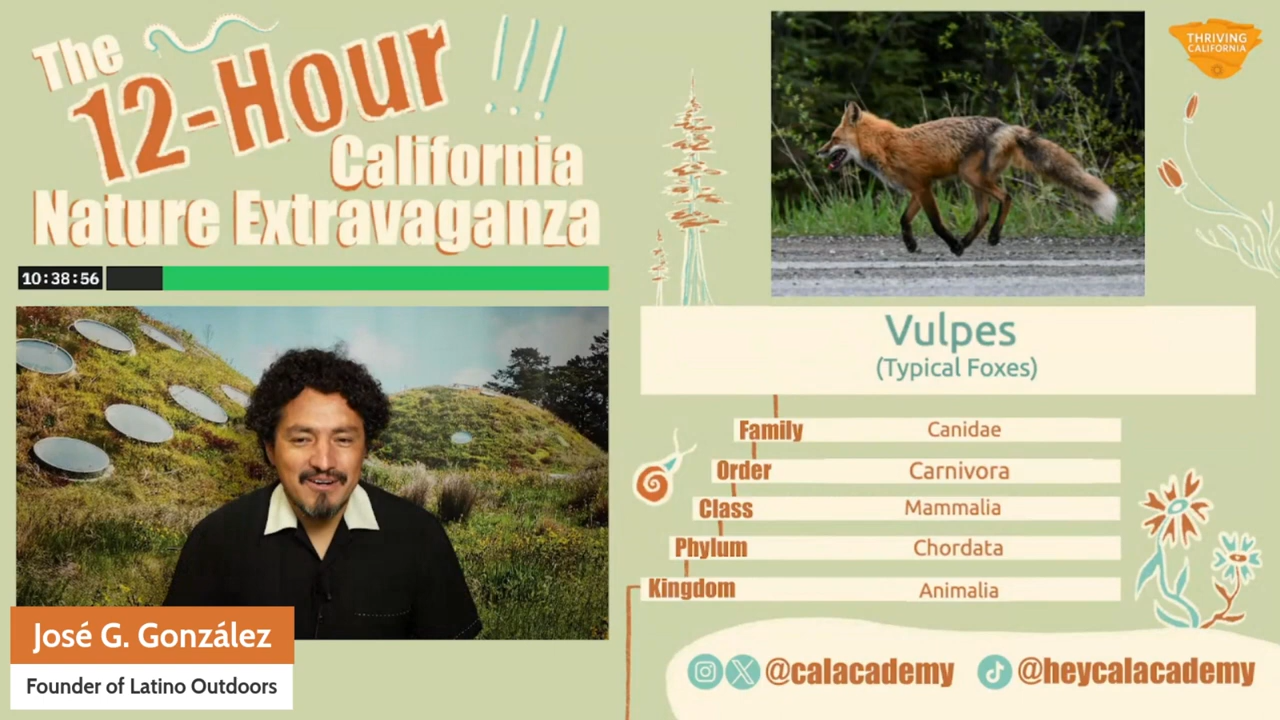 The
12-Hour!!!
California
Nature Extravaganza
THRIVING
CALIFORNIA
10:38:56
Vulpes
(Typical Foxes)
Family Canidae
Order Carnivora
Class Mammalia
Phylum Chordata
Kingdom Animalia
José G. González
Founder of Latino Outdoors
@calacademy @heycalacademy